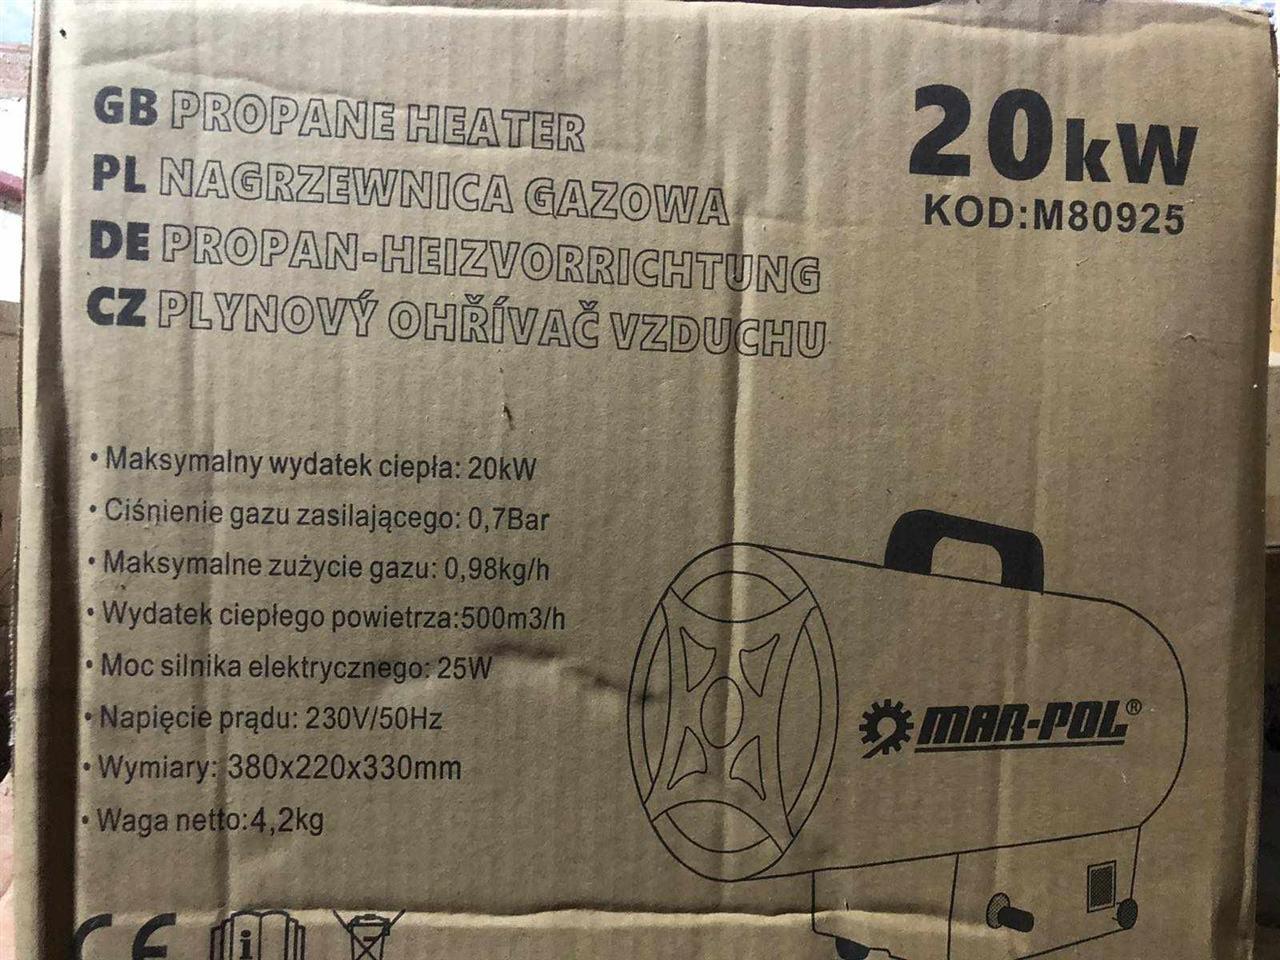 GB PROPANE HEATER
PL NAGRZEWNICA GAZOWA
DE PROPAN-HEIZVORRICHTUNG
CZ PLYNOVÝ OHŘÍVAČ VZDUCHU
20kW
KOD:M80925
• Maksymalny wydatek ciepła: 20kW
• Ciśnienie gazu zasilającego: 0,7Bar
• Maksymalne zużycie gazu: 0,98kg/h
• Wydatek ciepłego powietrza:500m3/h
• Moc silnika elektrycznego: 25W
• Napięcie prądu: 230V/50Hz
• Wymiary: 380x220x330mm
• Waga netto:4,2kg
MAR-POL®
CE
i